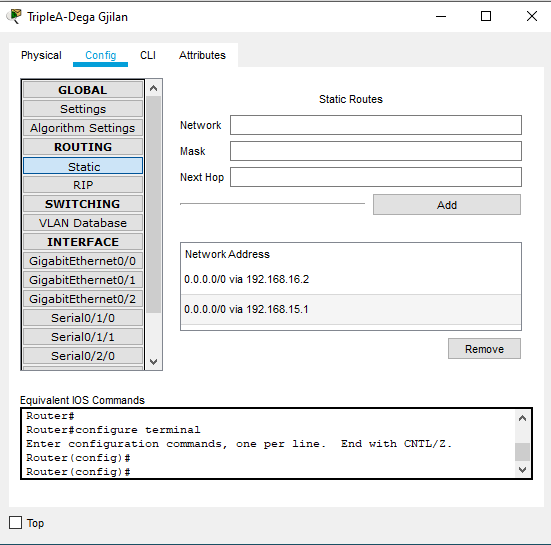 TripleA-Dega Gjilan
Physical Config CLI Attributes
GLOBAL
Settings
Algorithm Settings
ROUTING
Static
RIP
SWITCHING
VLAN Database
INTERFACE
GigabitEthernet0/0
GigabitEthernet0/1
GigabitEthernet0/2
Serial0/1/0
Serial0/1/1
Serial0/2/0
Static Routes
Network
Mask
Next Hop
Add
Network Address
0.0.0.0/0 via 192.168.16.2
0.0.0.0/0 via 192.168.15.1
Remove
Equivalent IOS Commands
Router#
Router#configure terminal
Enter configuration commands, one per line. End with CNTL/Z.
Router(config)#
Router(config)#
Top